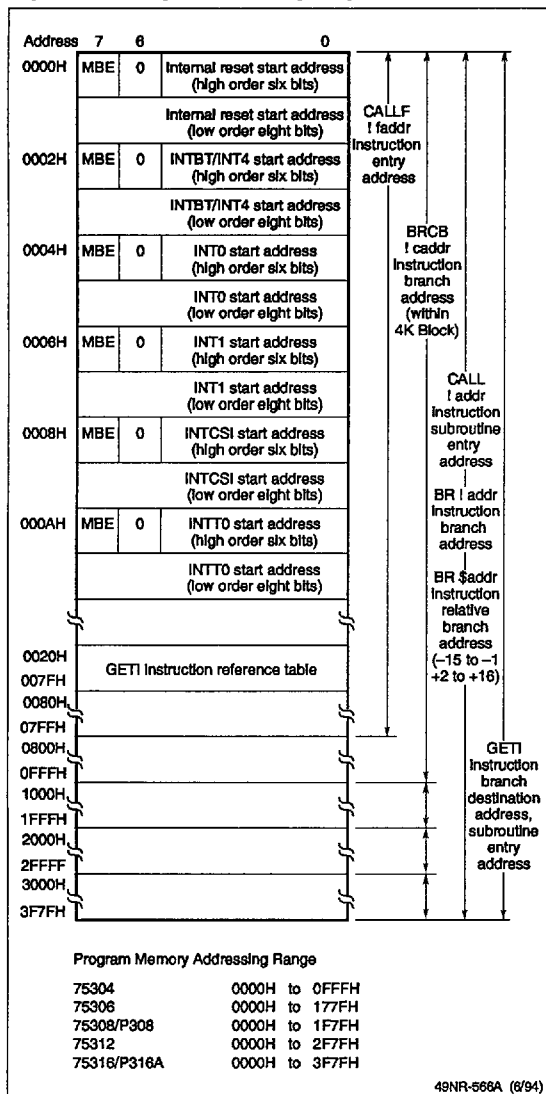 Address 7 6 0
0000H MBE 0 Internal reset start address
(high order six bits)
Internal reset start address
(low order eight bits)
0002H MBE 0 INTBT/INT4 start address
(high order six bits)
INTBT/INT4 start address
(low order eight bits)
0004H MBE 0 INT0 start address
(high order six bits)
INT0 start address
(low order eight bits)
0006H MBE 0 INT1 start address
(high order six bits)
INT1 start address
(low order eight bits)
0008H MBE 0 INTCSI start address
(high order six bits)
INTCSI start address
(low order eight bits)
000AH MBE 0 INTT0 start address
(high order six bits)
INTT0 start address
(low order eight bits)
0020H
GETI Instruction reference table
007FH
0080H
07FFH
0800H
0FFFH
1000H
1FFFH
2000H
2FFFF
3000H
3F7FH
CALLF
! faddr
Instruction
entry
address
BRCB
! caddr
Instruction
branch
address
(within
4K Block)
CALL
! addr
Instruction
subroutine
entry
address
BR ! addr
Instruction
branch
address
BR $addr
Instruction
relative
branch
address
(–15 to –1
+2 to +16)
GETI
Instruction
branch
destination
address,
subroutine
entry
address
Program Memory Addressing Range
75304 0000H to 0FFFH
75306 0000H to 177FH
75308/P308 0000H to 1F7FH
75312 0000H to 2F7FH
75316/P316A 0000H to 3F7FH
49NR-566A (6/94)